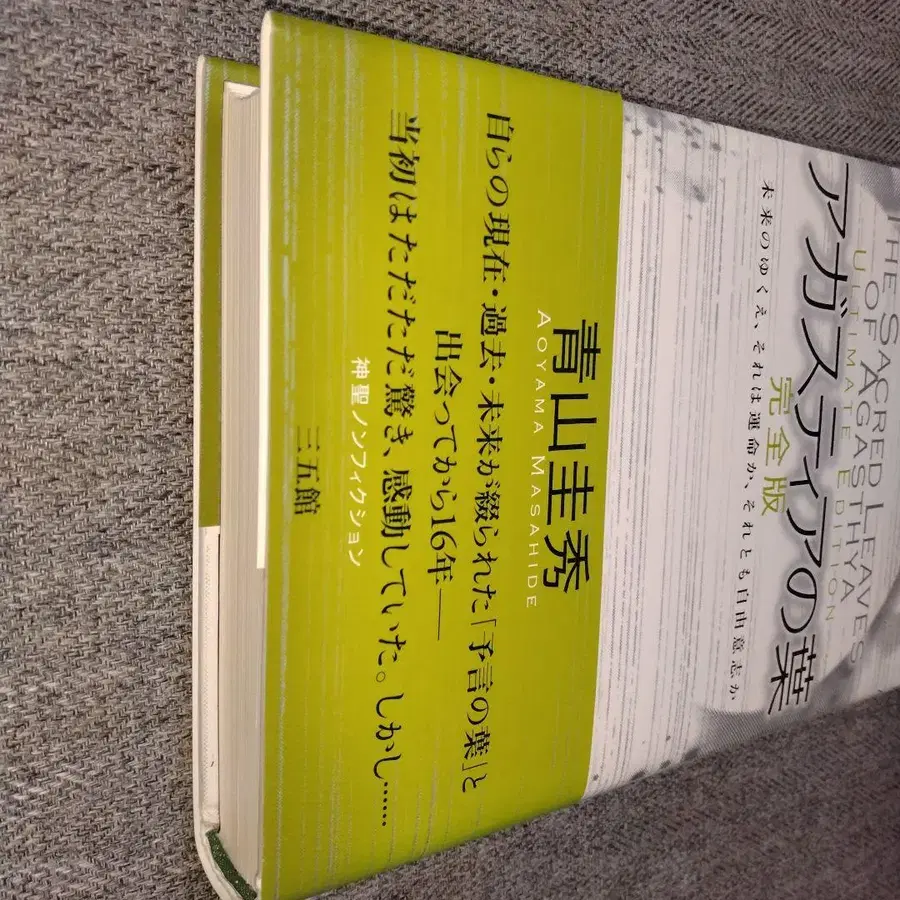 THE SACRED LEAVES
OF AGASTHYA
ULTIMATE EDITION
アガスティアの葉
完全版
未来のゆくえ、それは運命か、それとも自由意志か
青山圭秀
AOYAMA MASAHIDE
自らの現在・過去・未来が綴られた「予言の葉」と
出会ってから16年――
当初はただただ驚き、感動していた。しかし……
神聖ノンフィクション
三五館